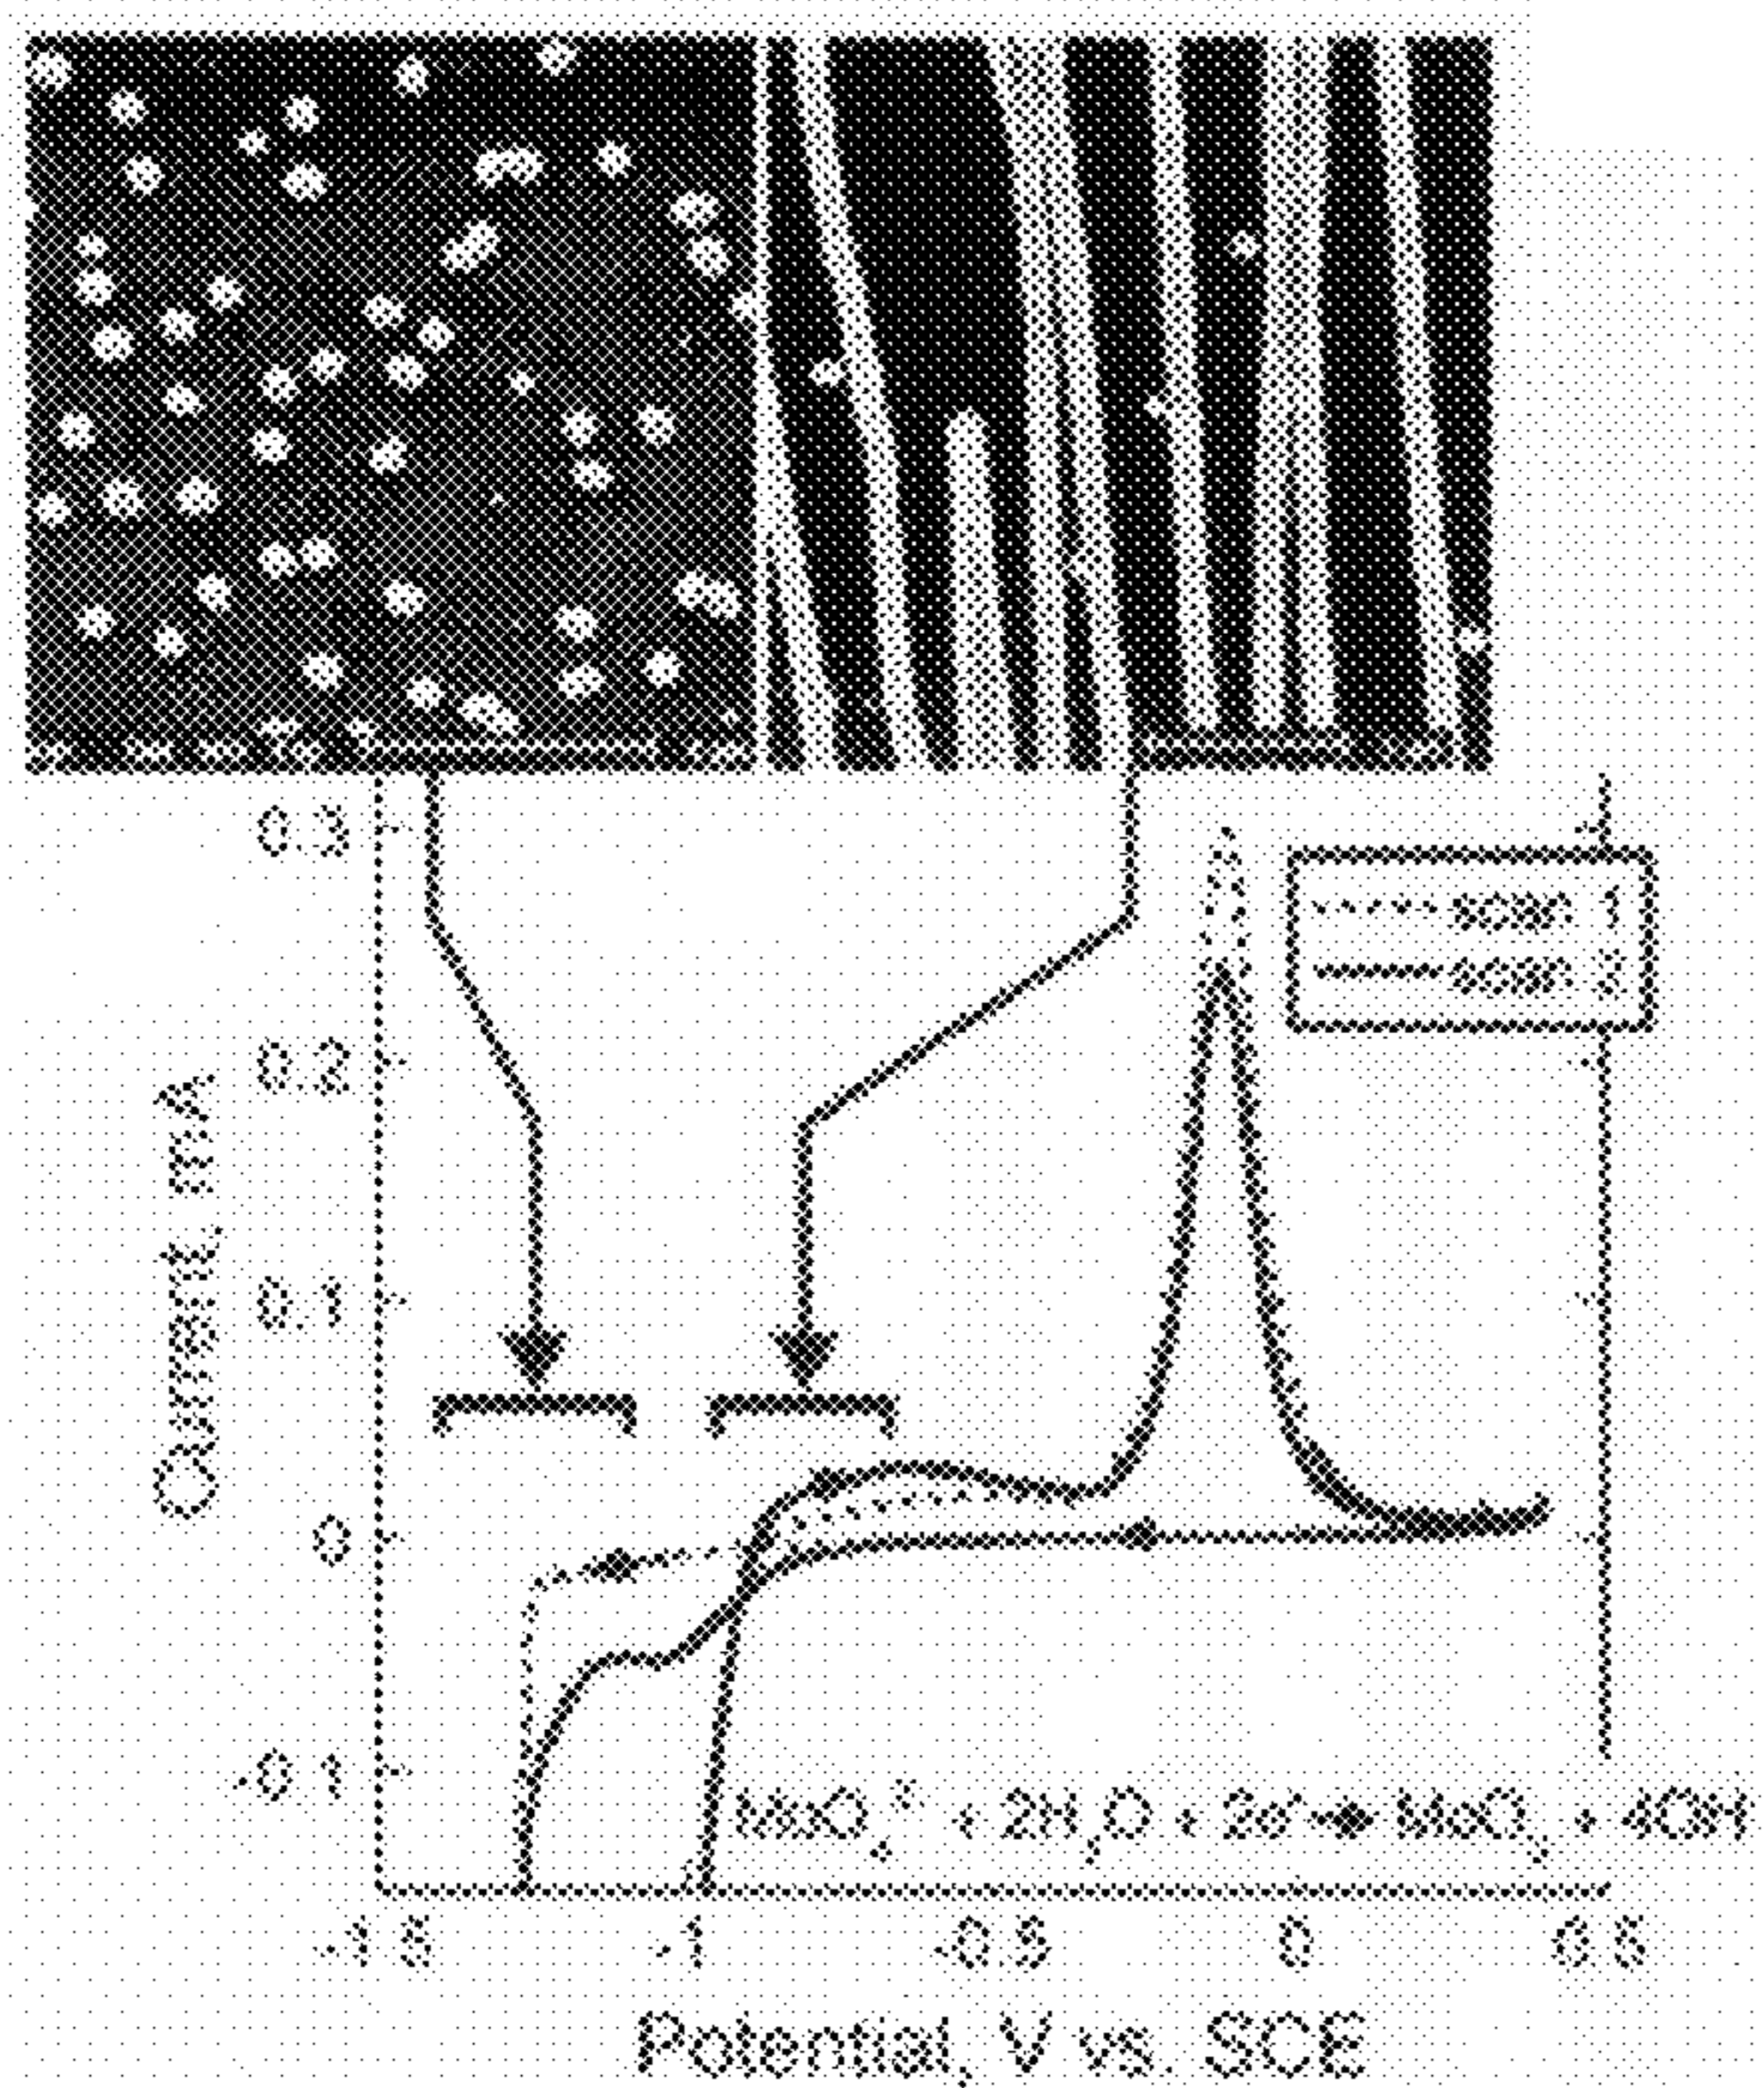 0.3
scan 1
scan 2
0.2
Current, mA
0.1
0
-0.1
MoO₄²⁻ + 2H₂O + 2e⁻ → MoO₂ + 4OH
-1.5
-1
-0.5
0
0.5
Potential, V vs. SCE